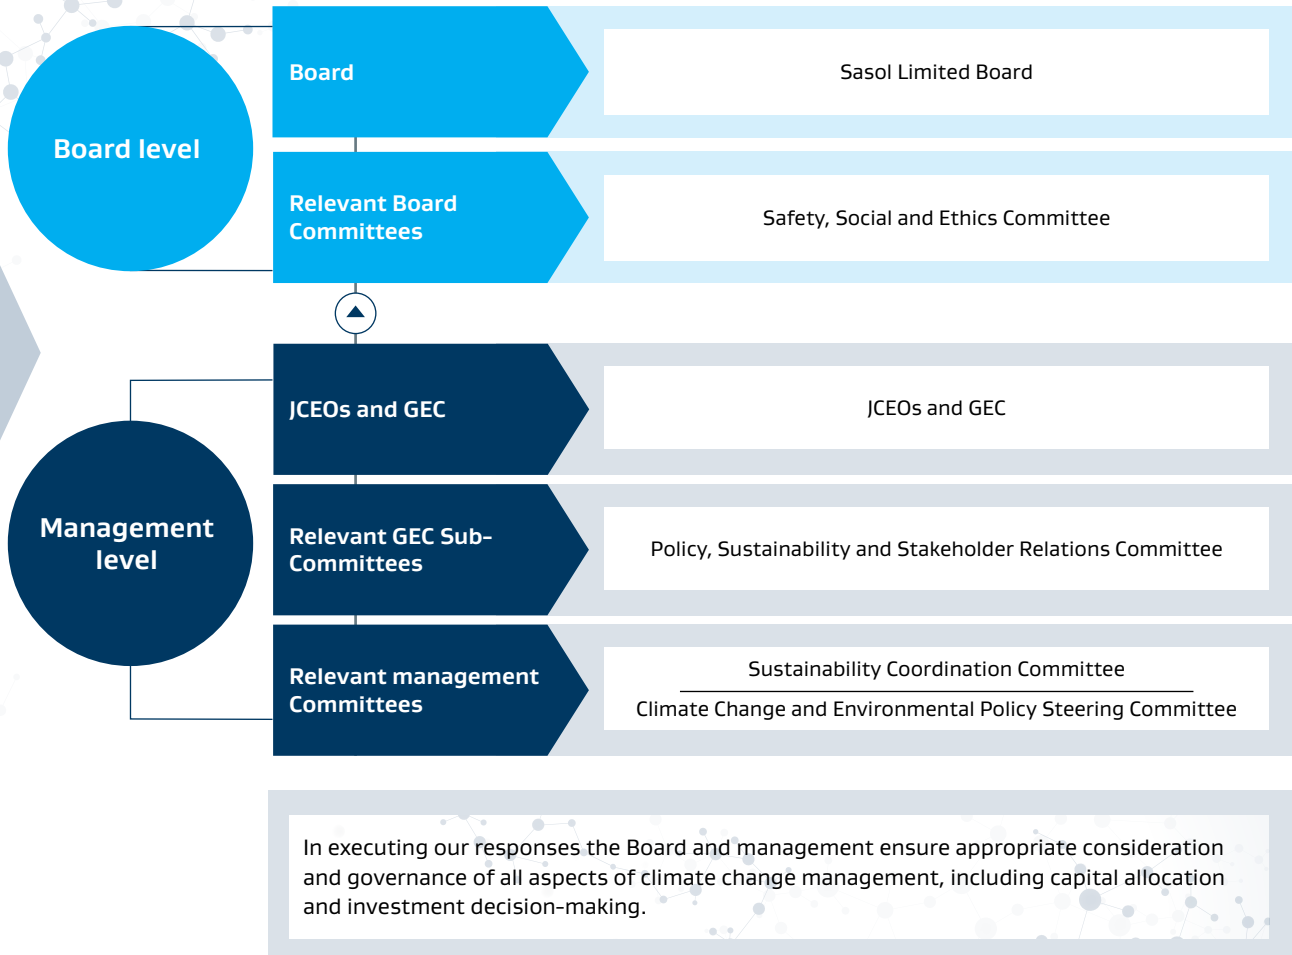 Board level
Board
Sasol Limited Board
Relevant Board
Committees
Safety, Social and Ethics Committee
Management
level
JCEOs and GEC
JCEOs and GEC
Relevant GEC Sub-
Committees
Policy, Sustainability and Stakeholder Relations Committee
Relevant management
Committees
Sustainability Coordination Committee
Climate Change and Environmental Policy Steering Committee
In executing our responses the Board and management ensure appropriate consideration
and governance of all aspects of climate change management, including capital allocation
and investment decision-making.